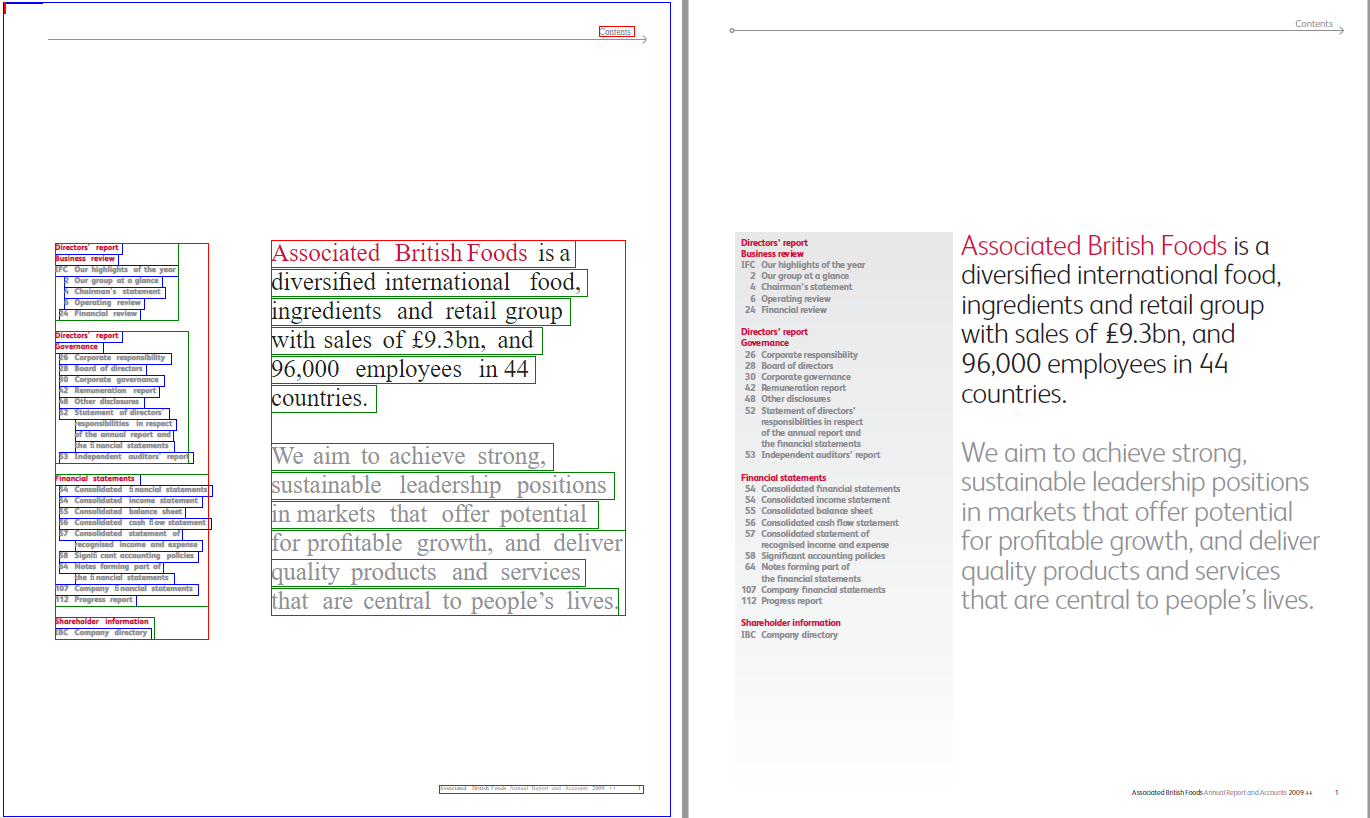 Contents
Directors' report
Business review
IFC Our highlights of the year
2 Our group at a glance
4 Chairman's statement
6 Operating review
24 Financial review
Directors' report
Governance
26 Corporate responsibility
28 Board of directors
30 Corporate governance
42 Remuneration report
48 Other disclosures
52 Statement of directors'
responsibilities in respect
of the annual report and
the financial statements
53 Independent auditors' report
Financial statements
54 Consolidated financial statements
54 Consolidated income statement
55 Consolidated balance sheet
56 Consolidated cash flow statement
57 Consolidated statement of
recognised income and expense
58 Significant accounting policies
64 Notes forming part of
the financial statements
107 Company financial statements
112 Progress report
Shareholder information
IBC Company directory
Associated British Foods is a
diversified international food,
ingredients and retail group
with sales of £9.3bn, and
96,000 employees in 44
countries.
We aim to achieve strong,
sustainable leadership positions
in markets that offer potential
for profitable growth, and deliver
quality products and services
that are central to people's lives.
Associated British Foods Annual Report and Accounts 2009 ++ 1
Contents
Directors' report
Business review
IFC Our highlights of the year
2 Our group at a glance
4 Chairman's statement
6 Operating review
24 Financial review
Directors' report
Governance
26 Corporate responsibility
28 Board of directors
30 Corporate governance
42 Remuneration report
48 Other disclosures
52 Statement of directors'
responsibilities in respect
of the annual report and
the financial statements
53 Independent auditors' report
Financial statements
54 Consolidated financial statements
54 Consolidated income statement
55 Consolidated balance sheet
56 Consolidated cash flow statement
57 Consolidated statement of
recognised income and expense
58 Significant accounting policies
64 Notes forming part of
the financial statements
107 Company financial statements
112 Progress report
Shareholder information
IBC Company directory
Associated British Foods is a
diversified international food,
ingredients and retail group
with sales of £9.3bn, and
96,000 employees in 44
countries.
We aim to achieve strong,
sustainable leadership positions
in markets that offer potential
for profitable growth, and deliver
quality products and services
that are central to people's lives.
Associated British Foods Annual Report and Accounts 2009 ++ 1